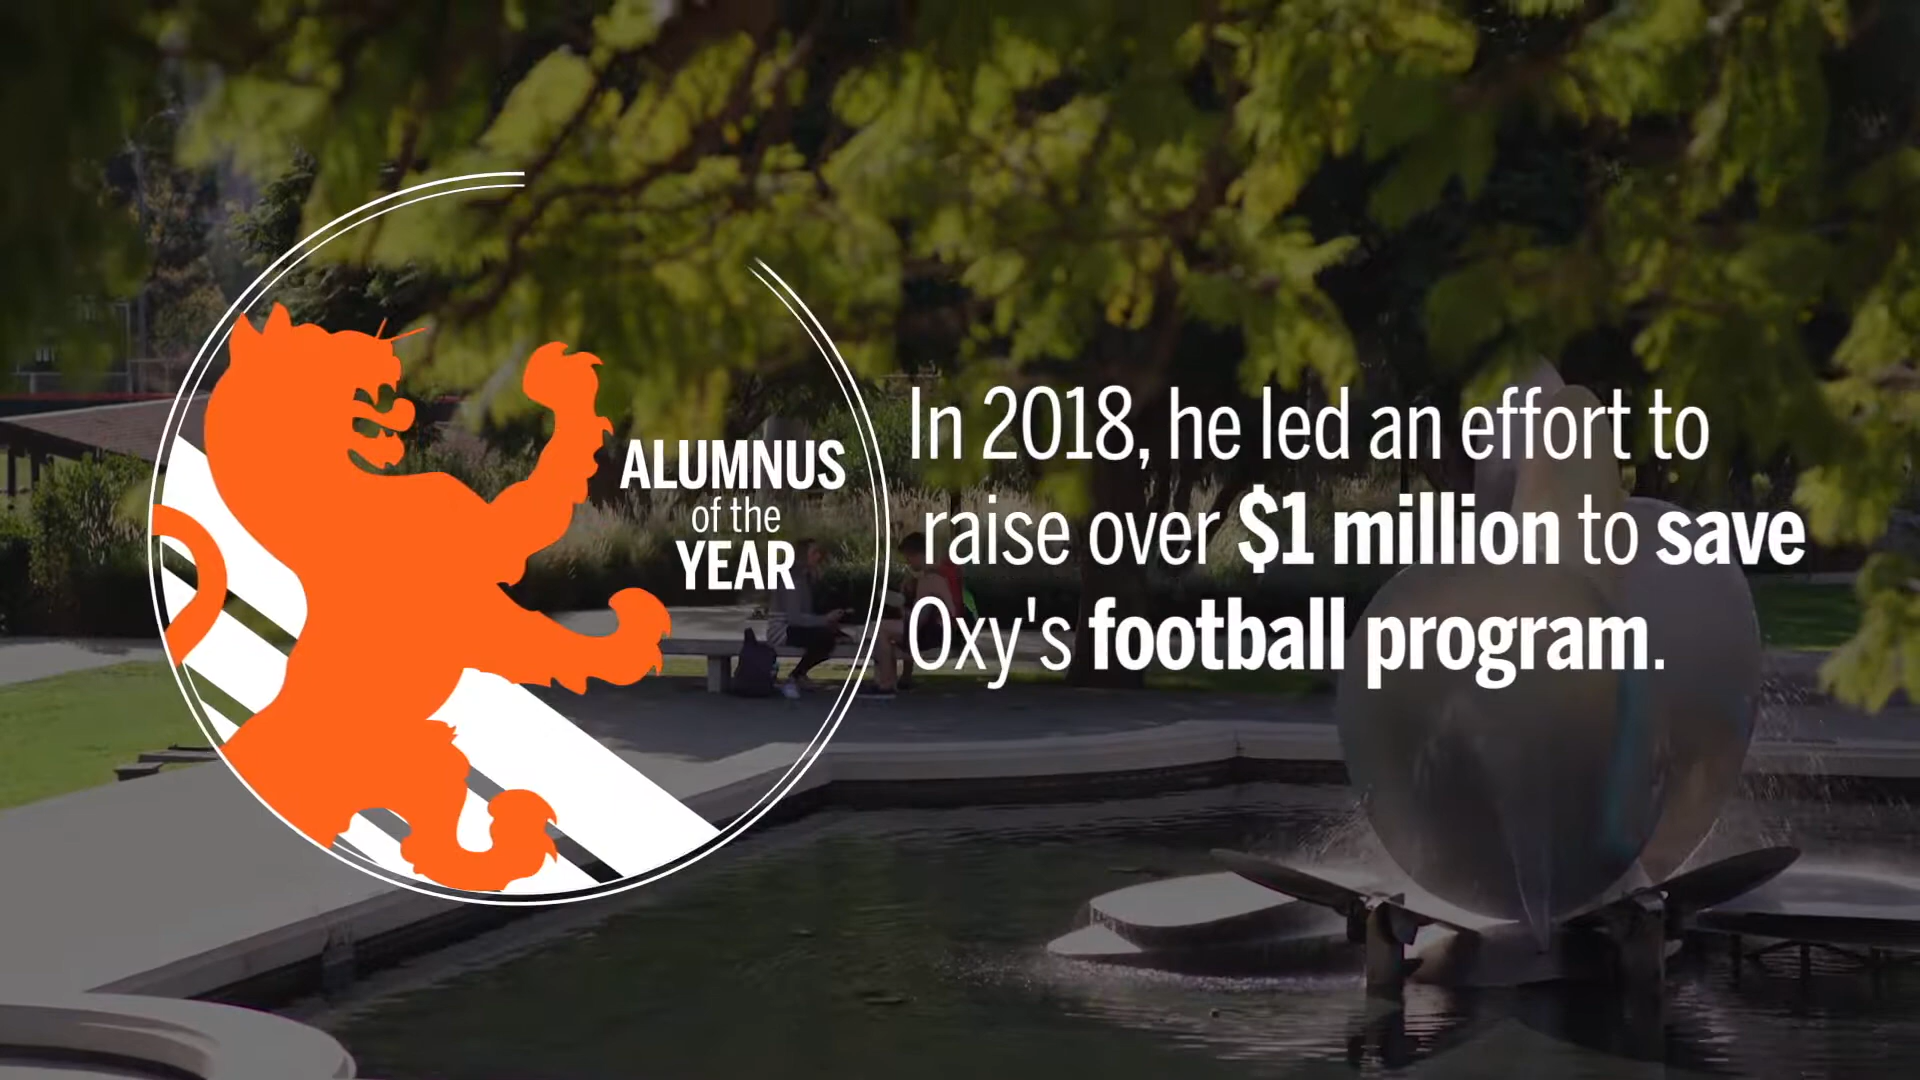 ALUMNUS
of the
YEAR
In 2018, he led an effort to
raise over $1 million to save
Oxy's football program.